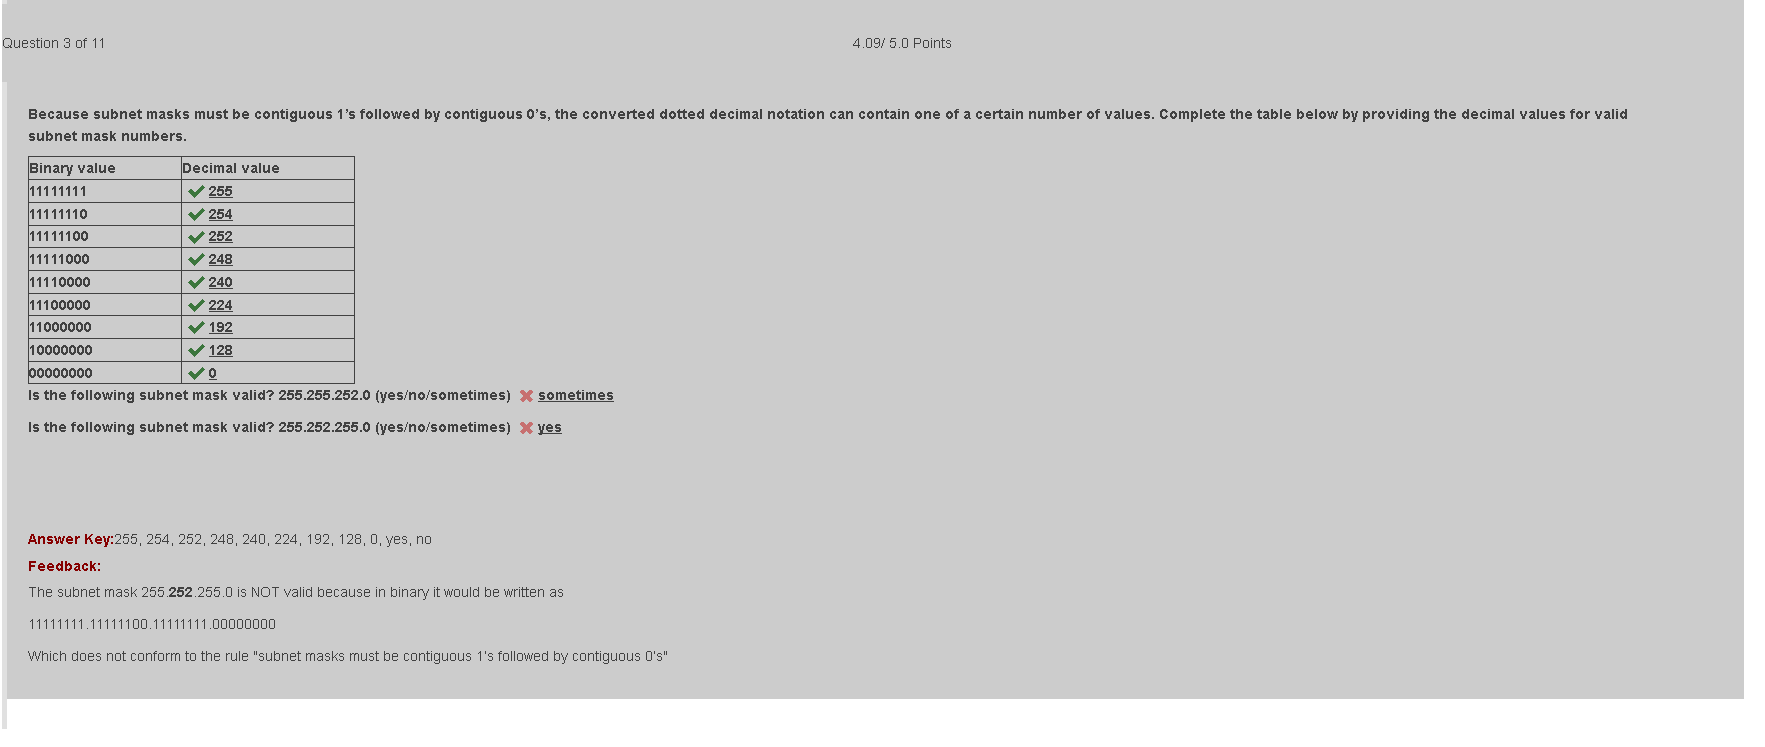 Question 3 of 11
4.09/ 5.0 Points
Because subnet masks must be contiguous 1's followed by contiguous 0's, the converted dotted decimal notation can contain one of a certain number of values. Complete the table below by providing the decimal values for valid
subnet mask numbers.
Binary value Decimal value
11111111 255
11111110 254
11111100 252
11111000 248
11110000 240
11100000 224
11000000 192
10000000 128
00000000 0
Is the following subnet mask valid? 255.255.252.0 (yes/no/sometimes) sometimes
Is the following subnet mask valid? 255.252.255.0 (yes/no/sometimes) yes
Answer Key:255, 254, 252, 248, 240, 224, 192, 128, 0, yes, no
Feedback:
The subnet mask 255.252.255.0 is NOT valid because in binary it would be written as
11111111.11111100.11111111.00000000
Which does not conform to the rule "subnet masks must be contiguous 1's followed by contiguous 0's"